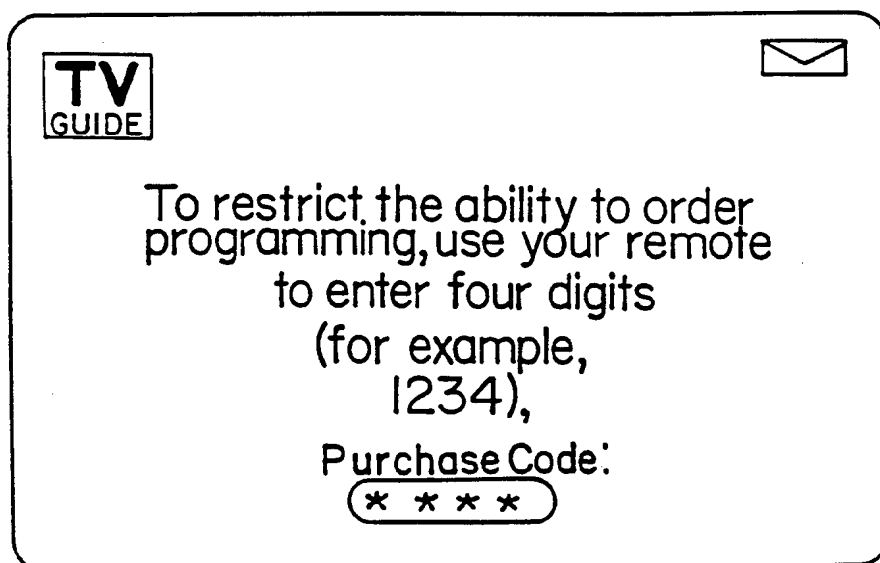 TV
GUIDE
To restrict the ability to order
programming, use your remote
to enter four digits
(for example,
1234),
Purchase Code:
* * * *